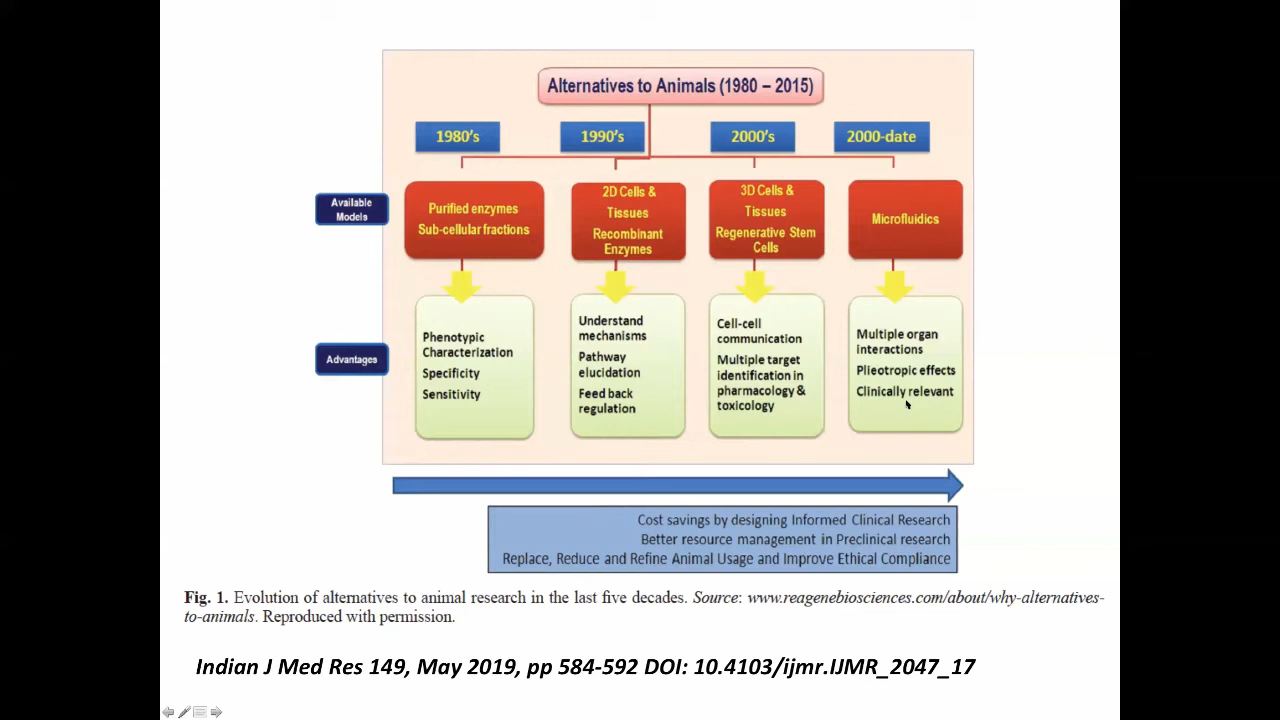 Alternatives to Animals (1980 – 2015)
1980's
1990's
2000's
2000-date
Available
Models
Purified enzymes
Sub-cellular fractions
2D Cells &
Tissues
Recombinant
Enzymes
3D Cells &
Tissues
Regenerative Stem
Cells
Microfluidics
Advantages
Phenotypic
Characterization
Specificity
Sensitivity
Understand
mechanisms
Pathway
elucidation
Feed back
regulation
Cell-cell
communication
Multiple target
identification in
pharmacology &
toxicology
Multiple organ
interactions
Plieotropic effects
Clinically relevant
Cost savings by designing Informed Clinical Research
Better resource management in Preclinical research
Replace, Reduce and Refine Animal Usage and Improve Ethical Compliance
Fig. 1. Evolution of alternatives to animal research in the last five decades. Source: www.reagenebiosciences.com/about/why-alternatives-
to-animals. Reproduced with permission.
Indian J Med Res 149, May 2019, pp 584-592 DOI: 10.4103/ijmr.IJMR_2047_17